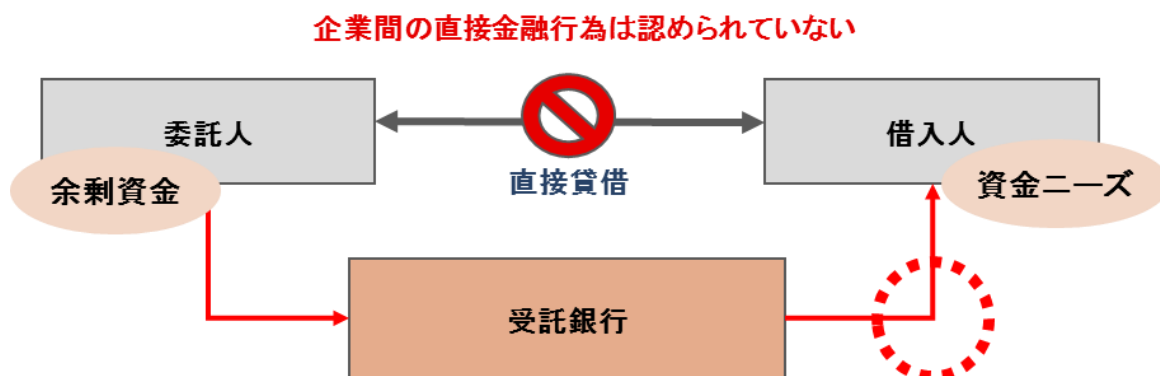 企業間の直接金融行為は認められていない
委託人
借入人
余剰資金
直接貸借
資金ニーズ
受託銀行